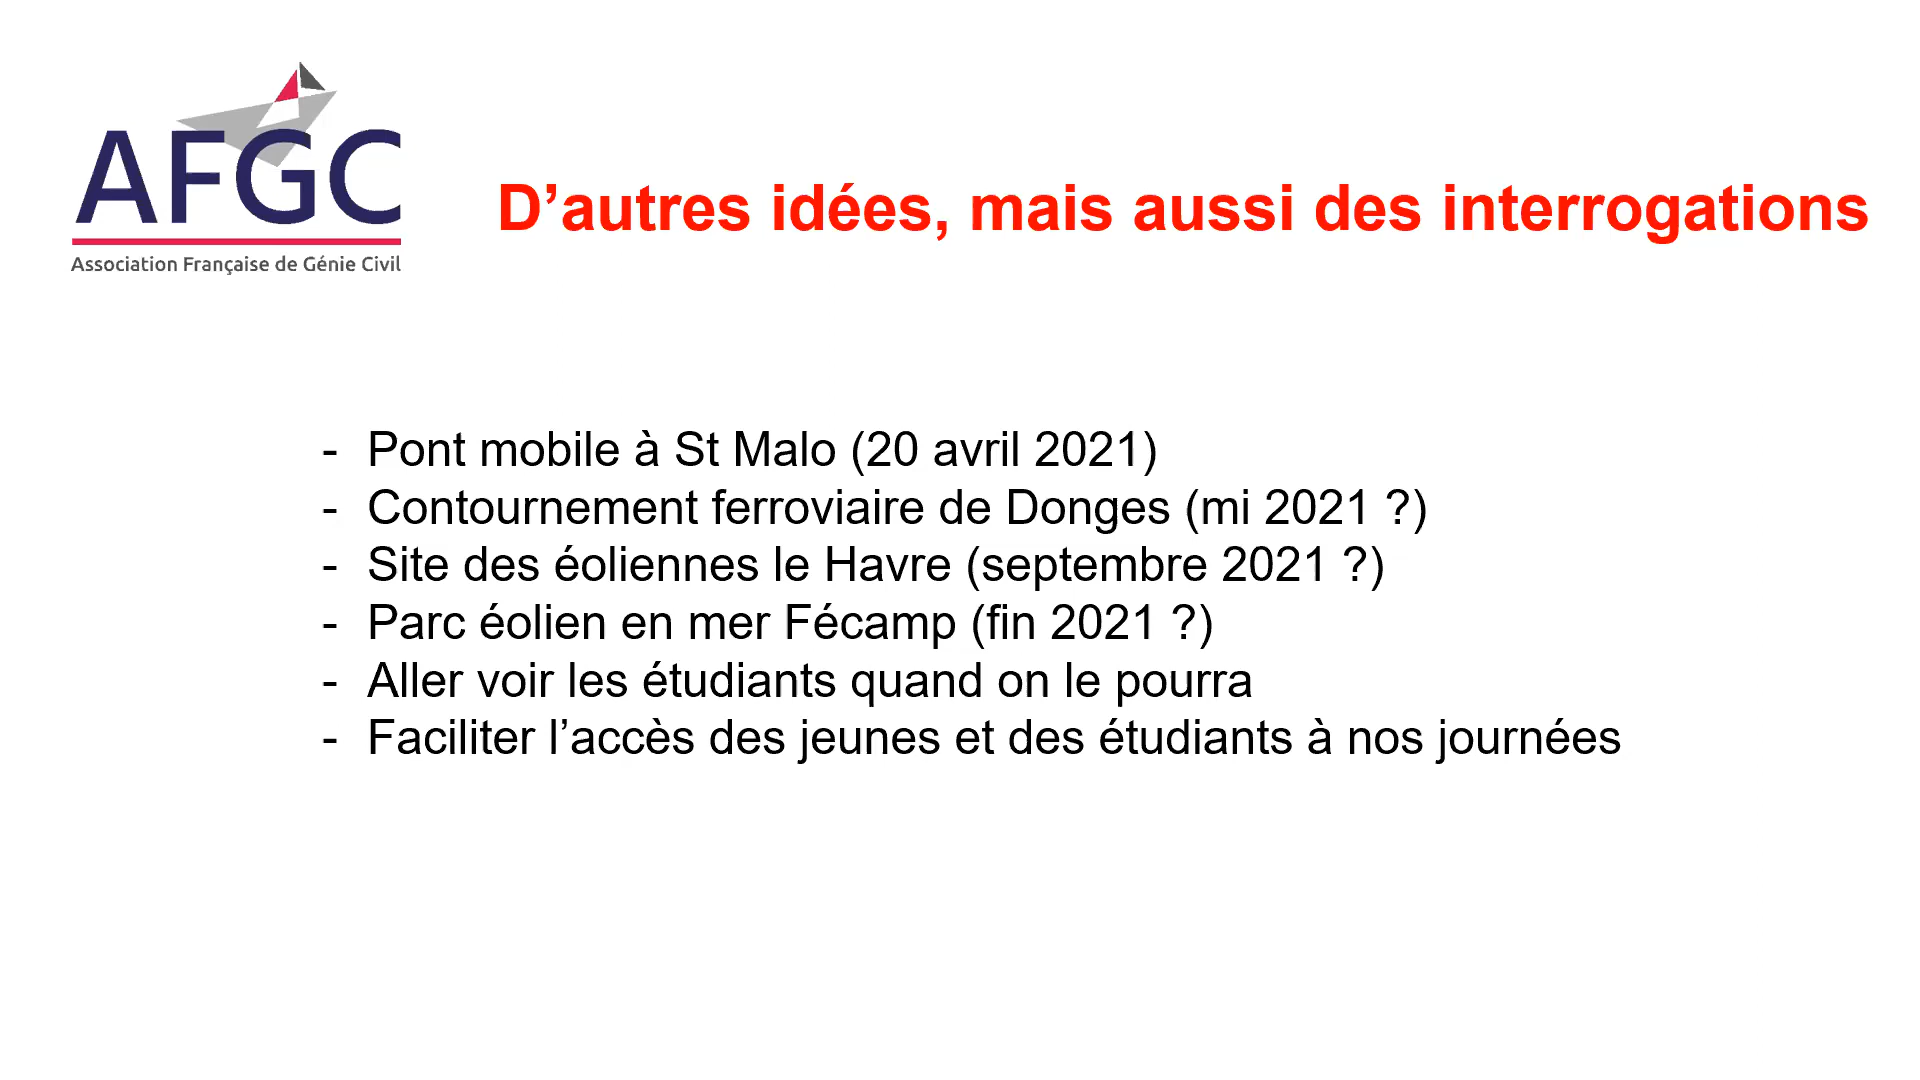 AFGC
Association Française de Génie Civil
D’autres idées, mais aussi des interrogations
- Pont mobile à St Malo (20 avril 2021)
- Contournement ferroviaire de Donges (mi 2021 ?)
- Site des éoliennes le Havre (septembre 2021 ?)
- Parc éolien en mer Fécamp (fin 2021 ?)
- Aller voir les étudiants quand on le pourra
- Faciliter l’accès des jeunes et des étudiants à nos journées